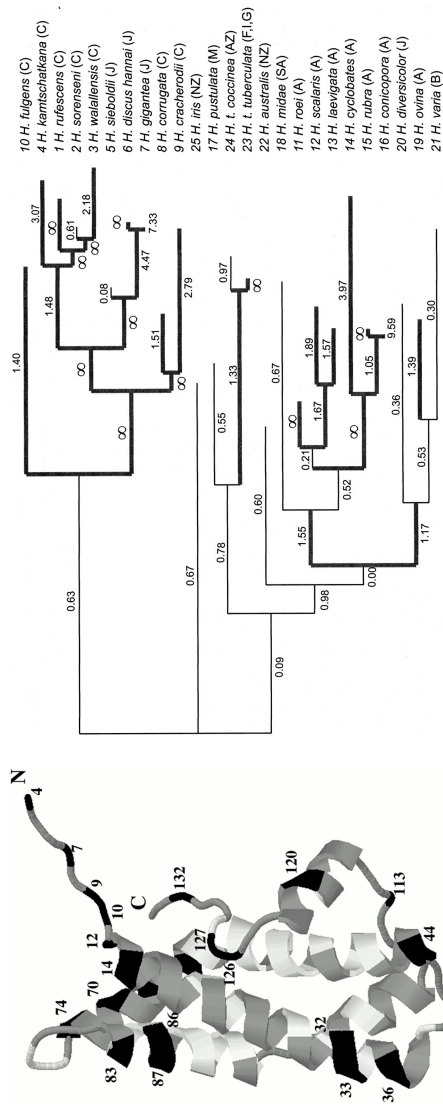 10 H. fulgens (C)
4 H. kamtschatkana (C)
1 H. rufescens (C)
2 H. sorenseni (C)
3 H. walallensis (C)
5 H. sieboldii (J)
6 H. discus hannai (J)
7 H. gigantea (J)
8 H. corrugata (C)
9 H. cracherodii (C)
25 H. iris (NZ)
17 H. pustulata (M)
24 H. t. coccinea (AZ)
23 H. t. tuberculata (F,I,G)
22 H. australis (NZ)
18 H. midae (SA)
11 H. roei (A)
12 H. scalaris (A)
13 H. laevigata (A)
14 H. cyclobates (A)
15 H. rubra (A)
16 H. conicopora (A)
20 H. diversicolor (J)
19 H. ovina (A)
21 H. varia (B)
1.40
3.07
∞
0.61
2.18
∞
∞
1.48
∞
0.08
4.47
∞
7.33
∞
∞
1.51
2.79
∞
0.63
0.67
0.55
0.97
1.33
∞
0.78
0.60
0.67
∞
1.89
1.57
1.67
0.21
1.55
0.52
3.97
∞
9.59
1.05
∞
0.98
0.00
0.09
0.36
0.30
1.39
0.53
1.17
N
4
7
9
10
12
14
C
132
127
126
120
113
44
74
70
83
87
86
32
33
36